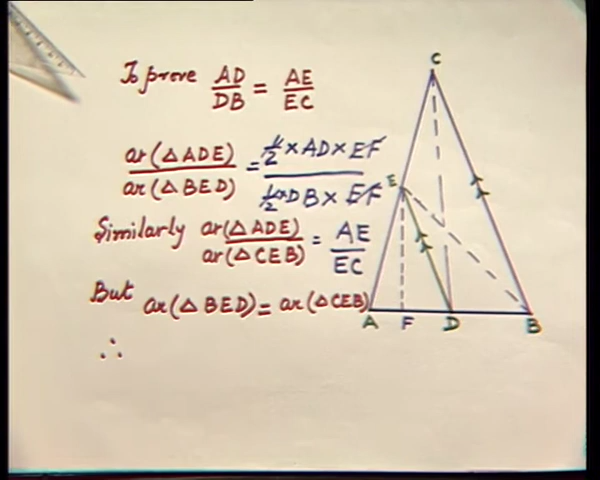 To prove AD/DB = AE/EC
ar(△ADE)/ar(△BED) = ½×AD×EF/½×DB×EF
Similarly ar(△ADE)/ar(△CEB) = AE/EC
But ar(△BED) = ar(△CEB)
∴
C
E
A F D B